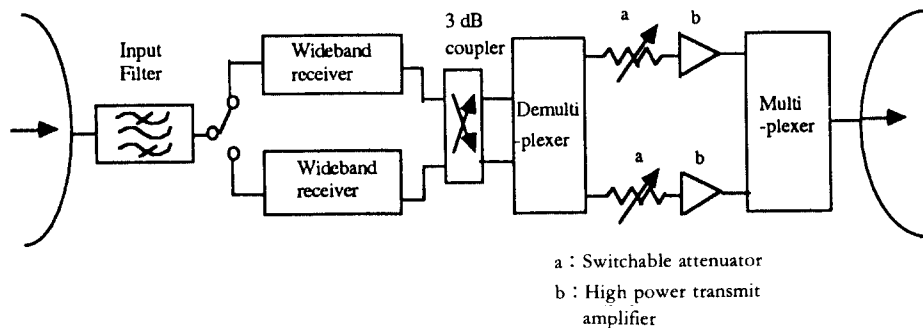 Input
Filter
Wideband
receiver
Wideband
receiver
3 dB
coupler
Demulti
-plexer
a
b
a
b
Multi
-plexer
a : Switchable attenuator
b : High power transmit
amplifier